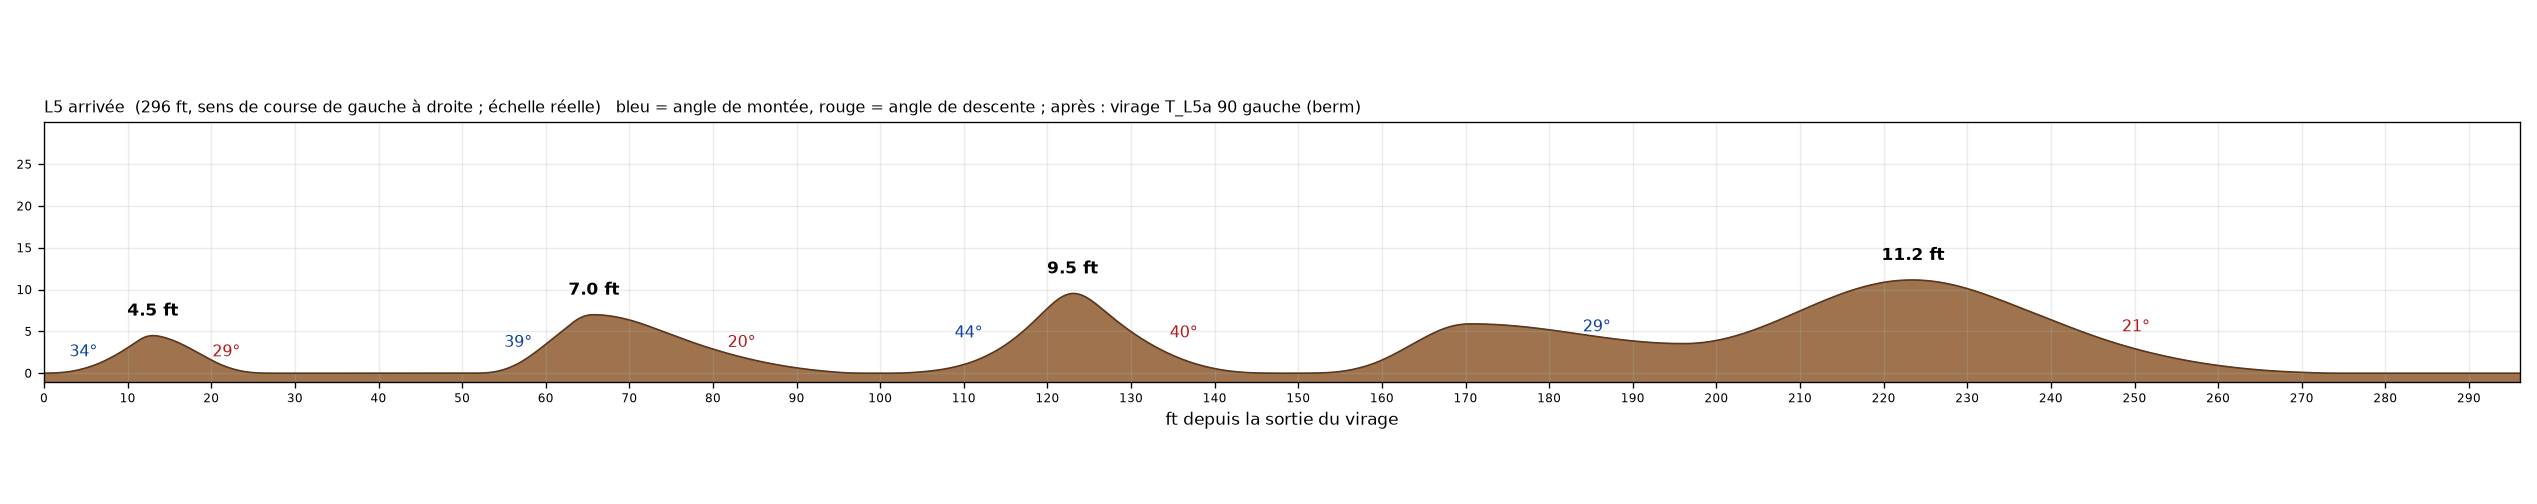 L5 arrivée  (296 ft, sens de course de gauche à droite ; échelle réelle)   bleu = angle de montée, rouge = angle de descente ; après : virage T_L5a 90 gauche (berm)
25
20
15
10
5
0
4.5 ft
7.0 ft
9.5 ft
11.2 ft
34°
29°
39°
20°
44°
40°
29°
21°
0 10 20 30 40 50 60 70 80 90 100 110 120 130 140 150 160 170 180 190 200 210 220 230 240 250 260 270 280 290
ft depuis la sortie du virage